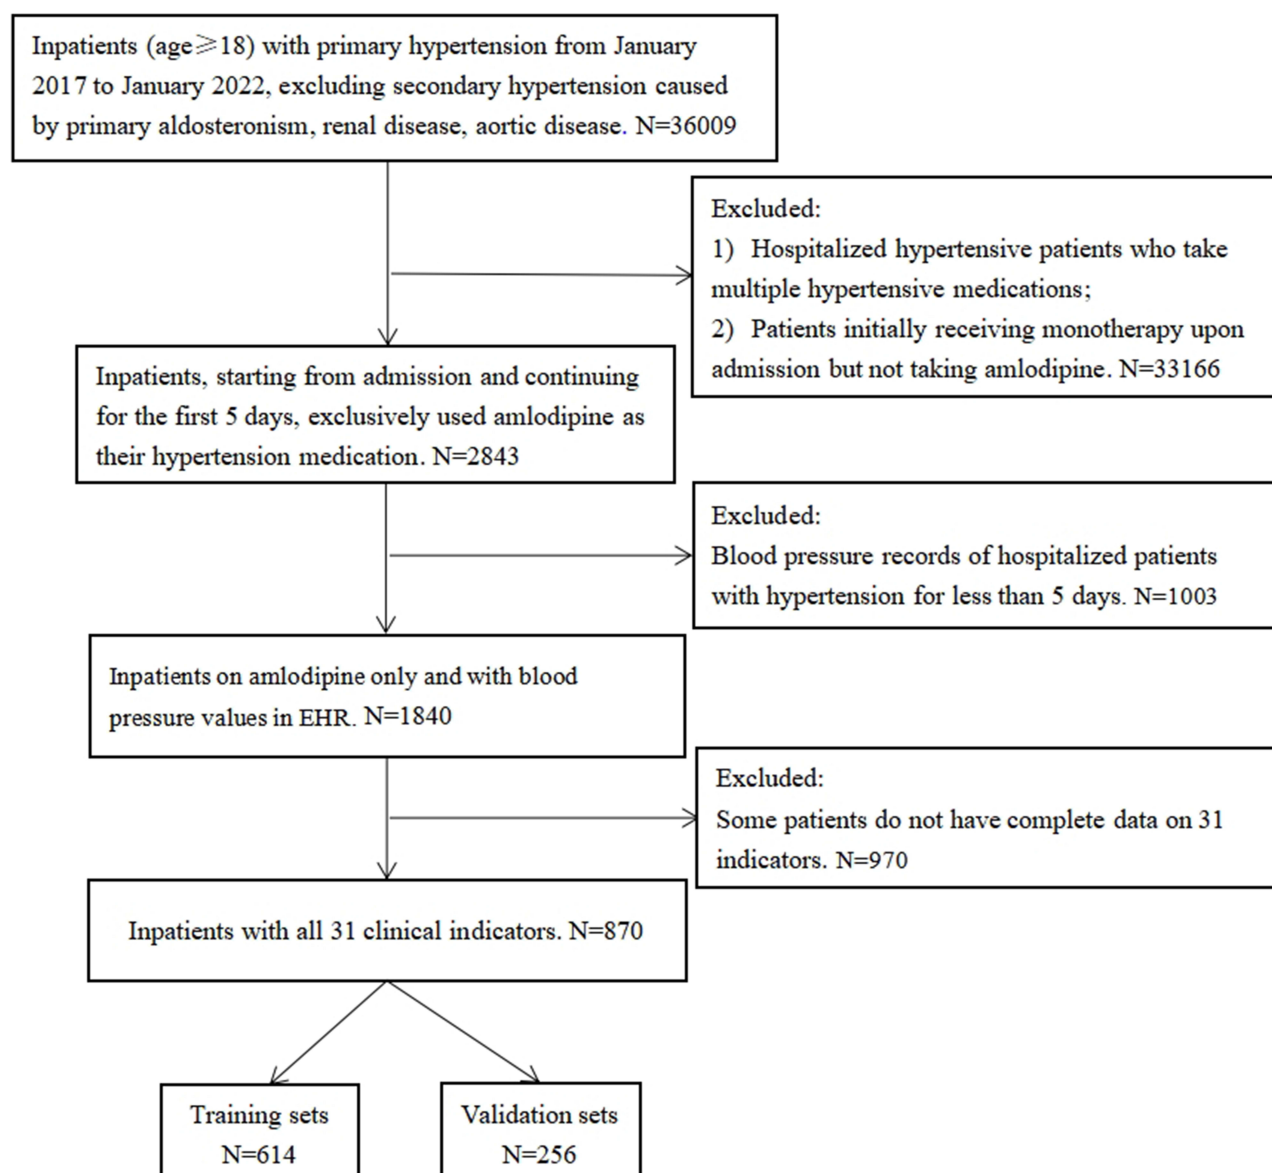 Inpatients (age⩾18) with primary hypertension from January
2017 to January 2022, excluding secondary hypertension caused
by primary aldosteronism, renal disease, aortic disease. N=36009
Excluded:
1) Hospitalized hypertensive patients who take
multiple hypertensive medications;
2) Patients initially receiving monotherapy upon
admission but not taking amlodipine. N=33166
Inpatients, starting from admission and continuing
for the first 5 days, exclusively used amlodipine as
their hypertension medication. N=2843
Excluded:
Blood pressure records of hospitalized patients
with hypertension for less than 5 days. N=1003
Inpatients on amlodipine only and with blood
pressure values in EHR. N=1840
Excluded:
Some patients do not have complete data on 31
indicators. N=970
Inpatients with all 31 clinical indicators. N=870
Training sets
N=614
Validation sets
N=256